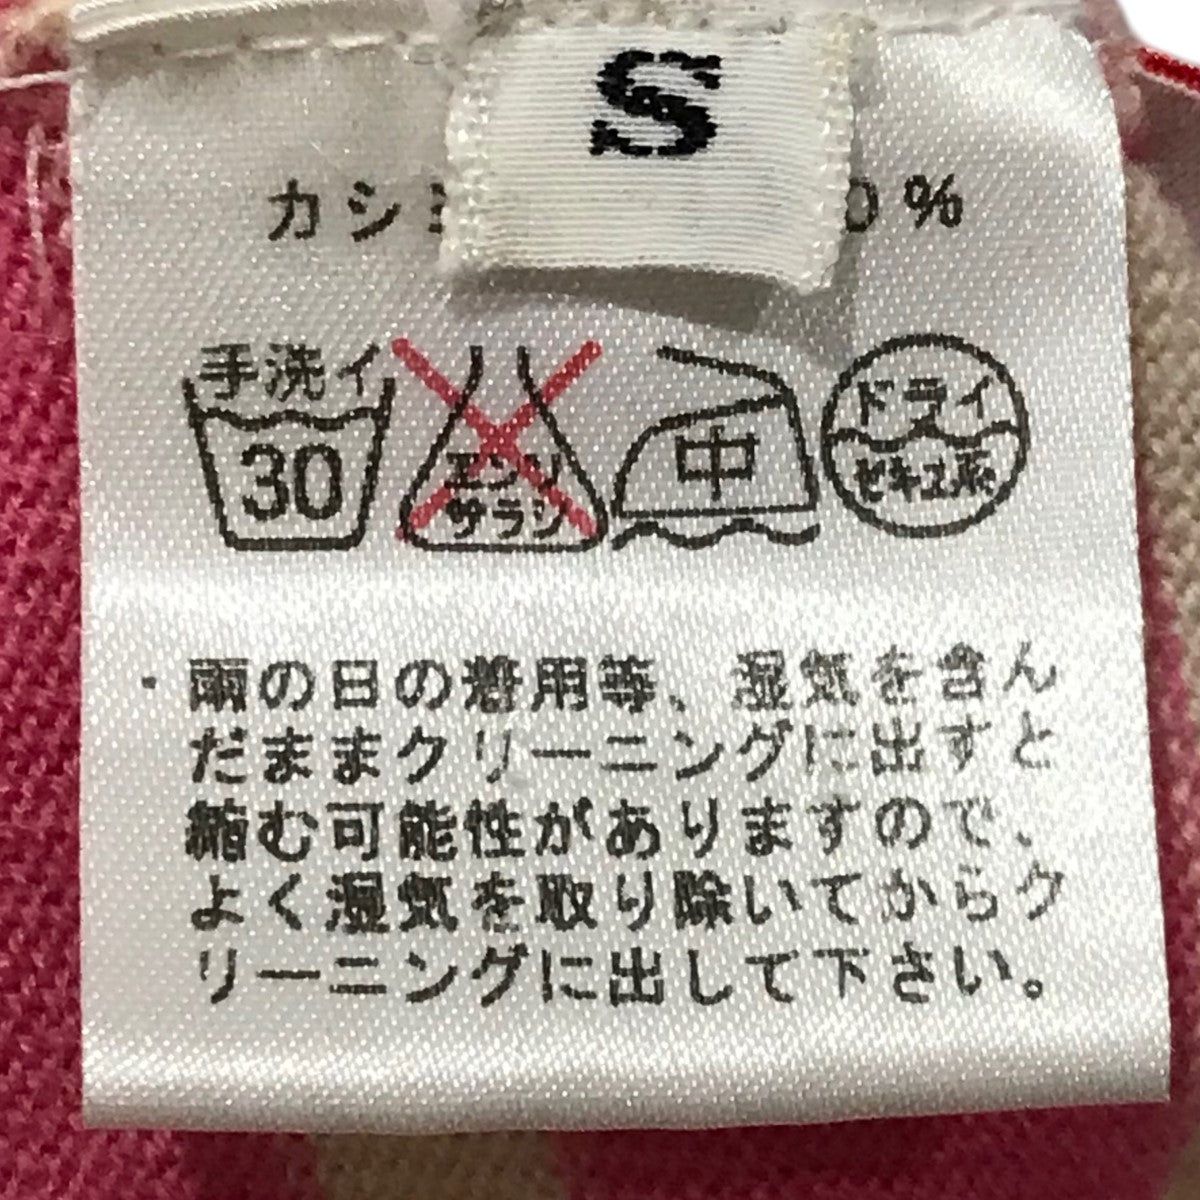 S
カシミ 0%
手洗イ
30
エンソ
サラシ
中
ドライ
セキユ系
・雨の日の着用等、湿気を含ん
だままクリーニングに出すと
縮む可能性がありますので、
よく湿気を取り除いてからク
リーニングに出して下さい。